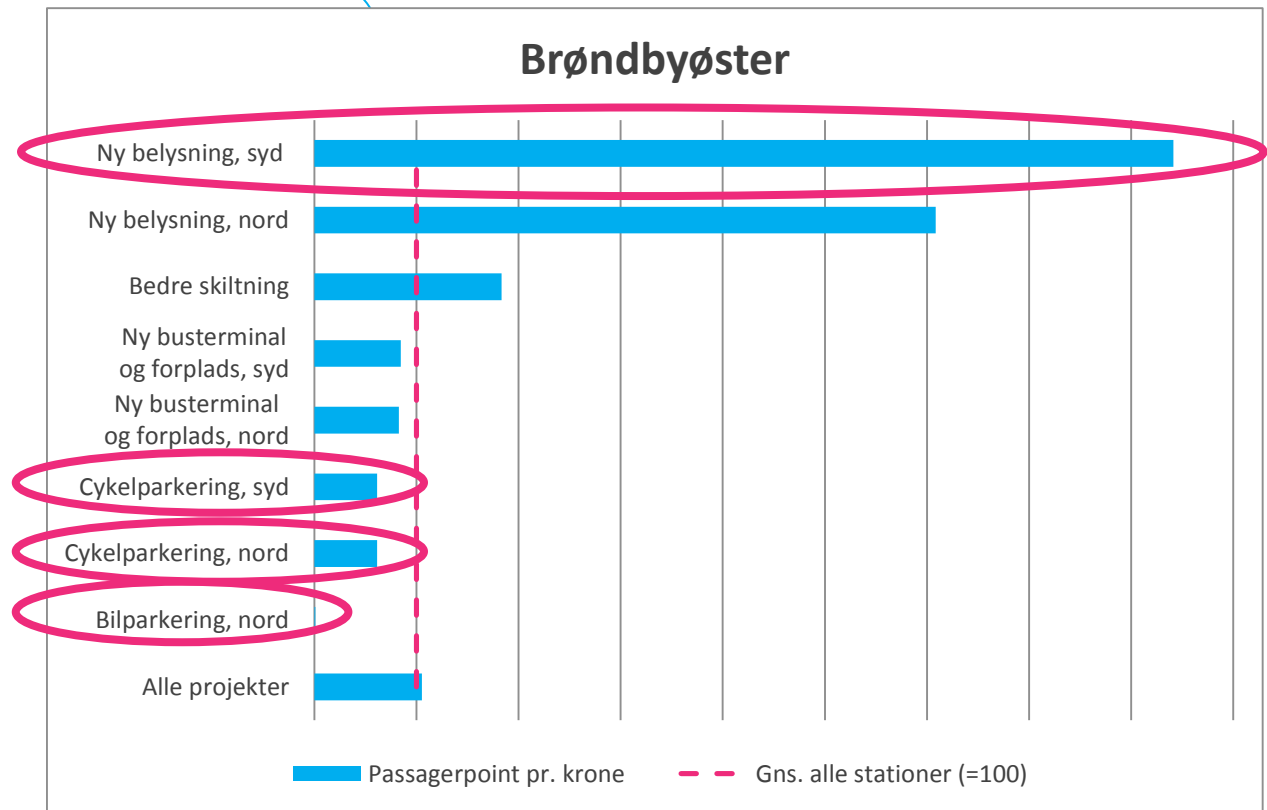 Brøndbyøster
Ny belysning, syd
Ny belysning, nord
Bedre skiltning
Ny busterminal
og forplads, syd
Ny busterminal
og forplads, nord
Cykelparkering, syd
Cykelparkering, nord
Bilparkering, nord
Alle projekter
Passagerpoint pr. krone
Gns. alle stationer (=100)